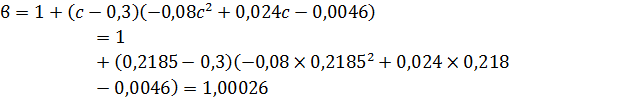 ϐ = 1 + (c − 0,3)(−0,08c² + 0,024c − 0,0046)
= 1
+ (0,2185 − 0,3)(−0,08 × 0,2185² + 0,024 × 0,218
− 0,0046) = 1,00026